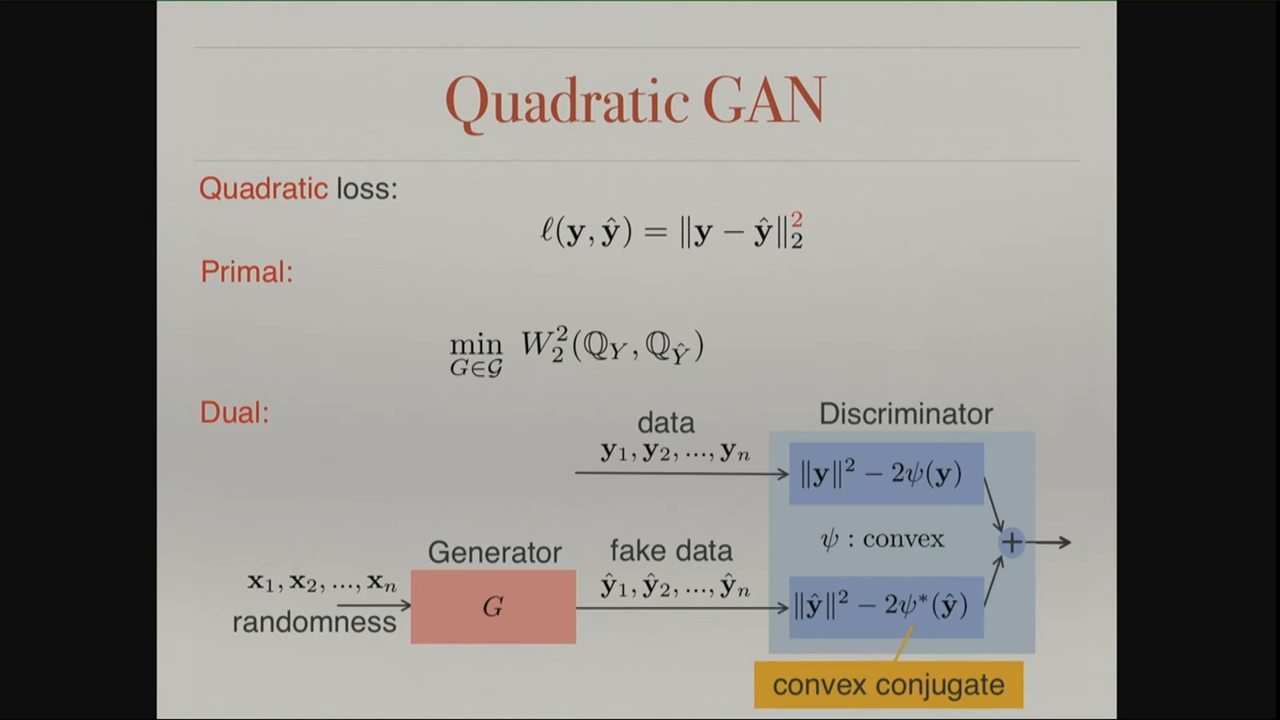 Quadratic GAN
Quadratic loss:
ℓ(y, ŷ) = ‖y − ŷ‖₂²
Primal:
min W₂²(ℚ_Y, ℚ_Ŷ)
G∈𝒢
Dual:
data
y₁, y₂, ..., yₙ
Discriminator
‖y‖² − 2ψ(y)
ψ : convex
+
Generator
fake data
x₁, x₂, ..., xₙ
randomness
G
ŷ₁, ŷ₂, ..., ŷₙ
‖ŷ‖² − 2ψ*(ŷ)
convex conjugate